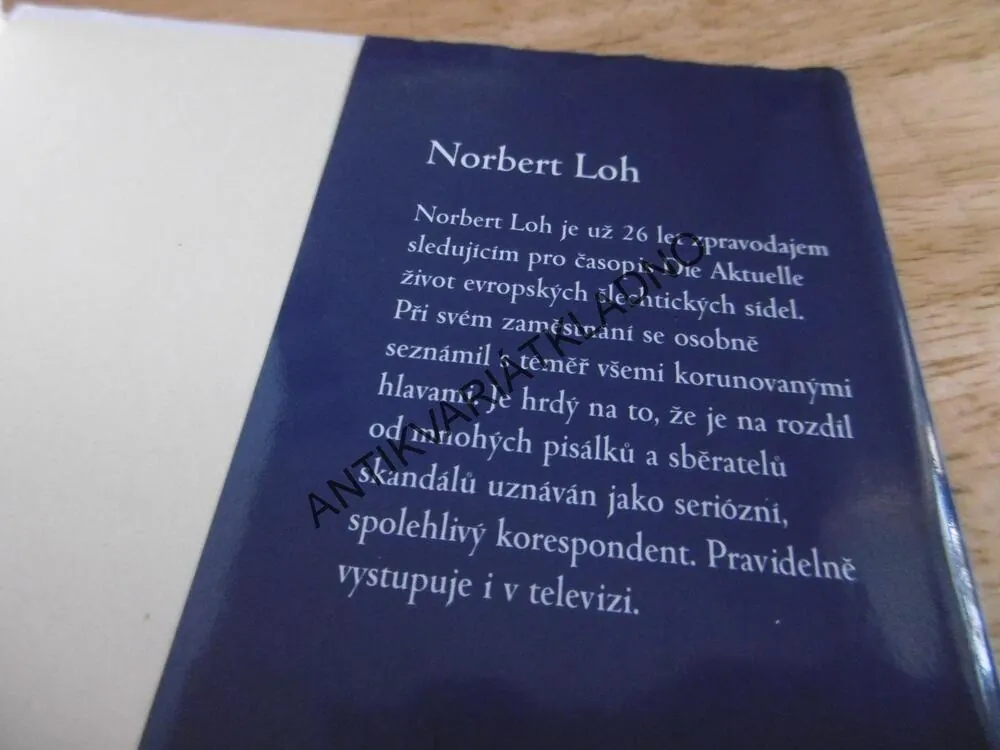 Norbert Loh
Norbert Loh je už 26 let zpravodajem
sledujícím pro časopis Die Aktuelle
život evropských šlechtických sídel.
Při svém zaměstnání se osobně
seznámil s téměř všemi korunovanými
hlavami. Je hrdý na to, že je na rozdíl
od mnohých pisálků a sběratelů
skandálů uznáván jako seriózní,
spolehlivý korespondent. Pravidelně
vystupuje i v televizi.
ANTIKVARIÁTKLADNO